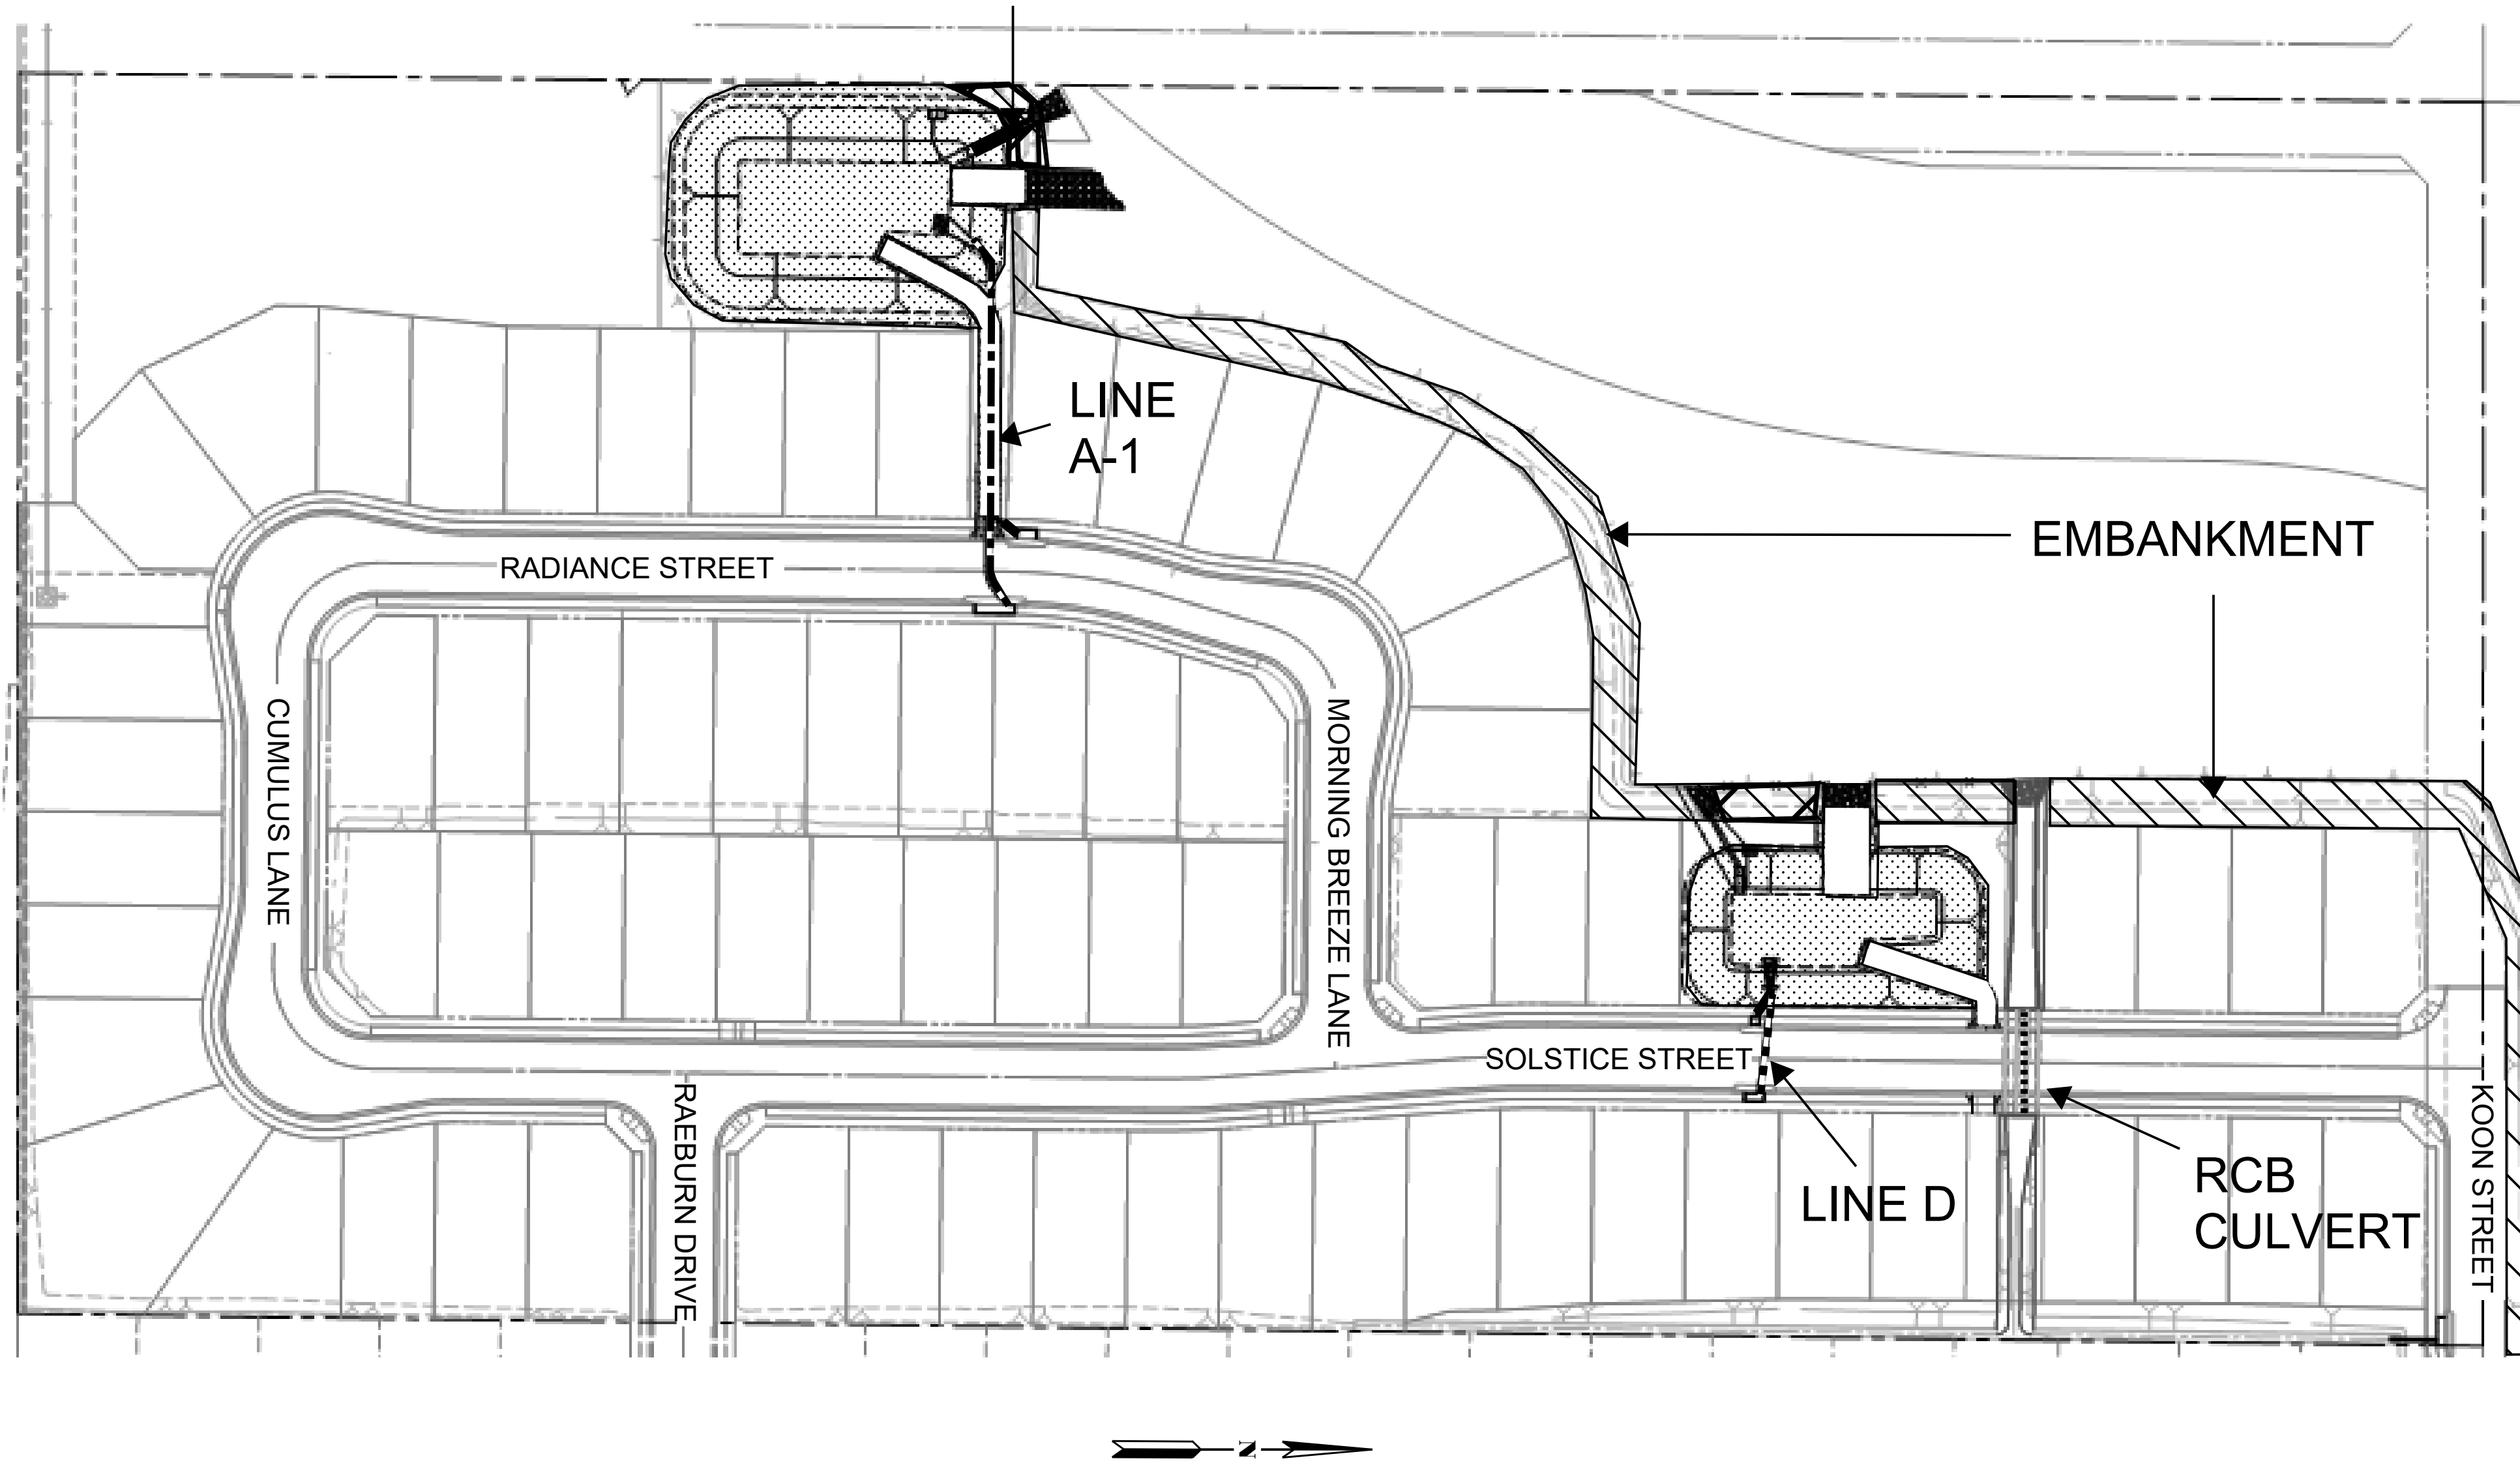 LINE
A-1
EMBANKMENT
RADIANCE STREET
CUMULUS LANE
MORNING BREEZE LANE
SOLSTICE STREET
RAEBURN DRIVE
KOON STREET
LINE D
RCB
CULVERT
N